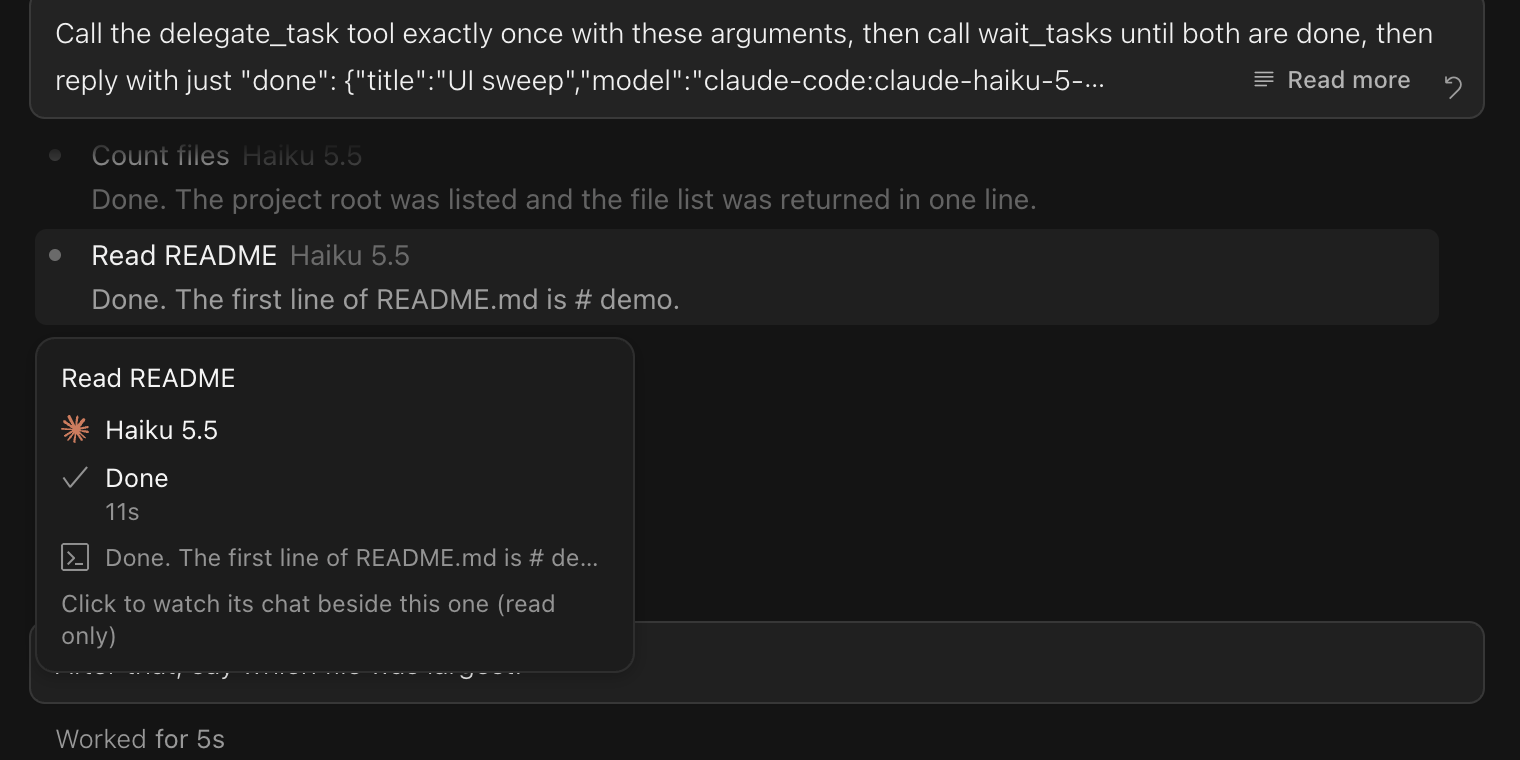 Call the delegate_task tool exactly once with these arguments, then call wait_tasks until both are done, then
reply with just "done": {"title":"UI sweep","model":"claude-code:claude-haiku-5-...
Read more
Count files Haiku 5.5
Done. The project root was listed and the file list was returned in one line.
Read README Haiku 5.5
Done. The first line of README.md is # demo.
Read README
Haiku 5.5
Done
11s
Done. The first line of README.md is # de...
Click to watch its chat beside this one (read
only)
Worked for 5s